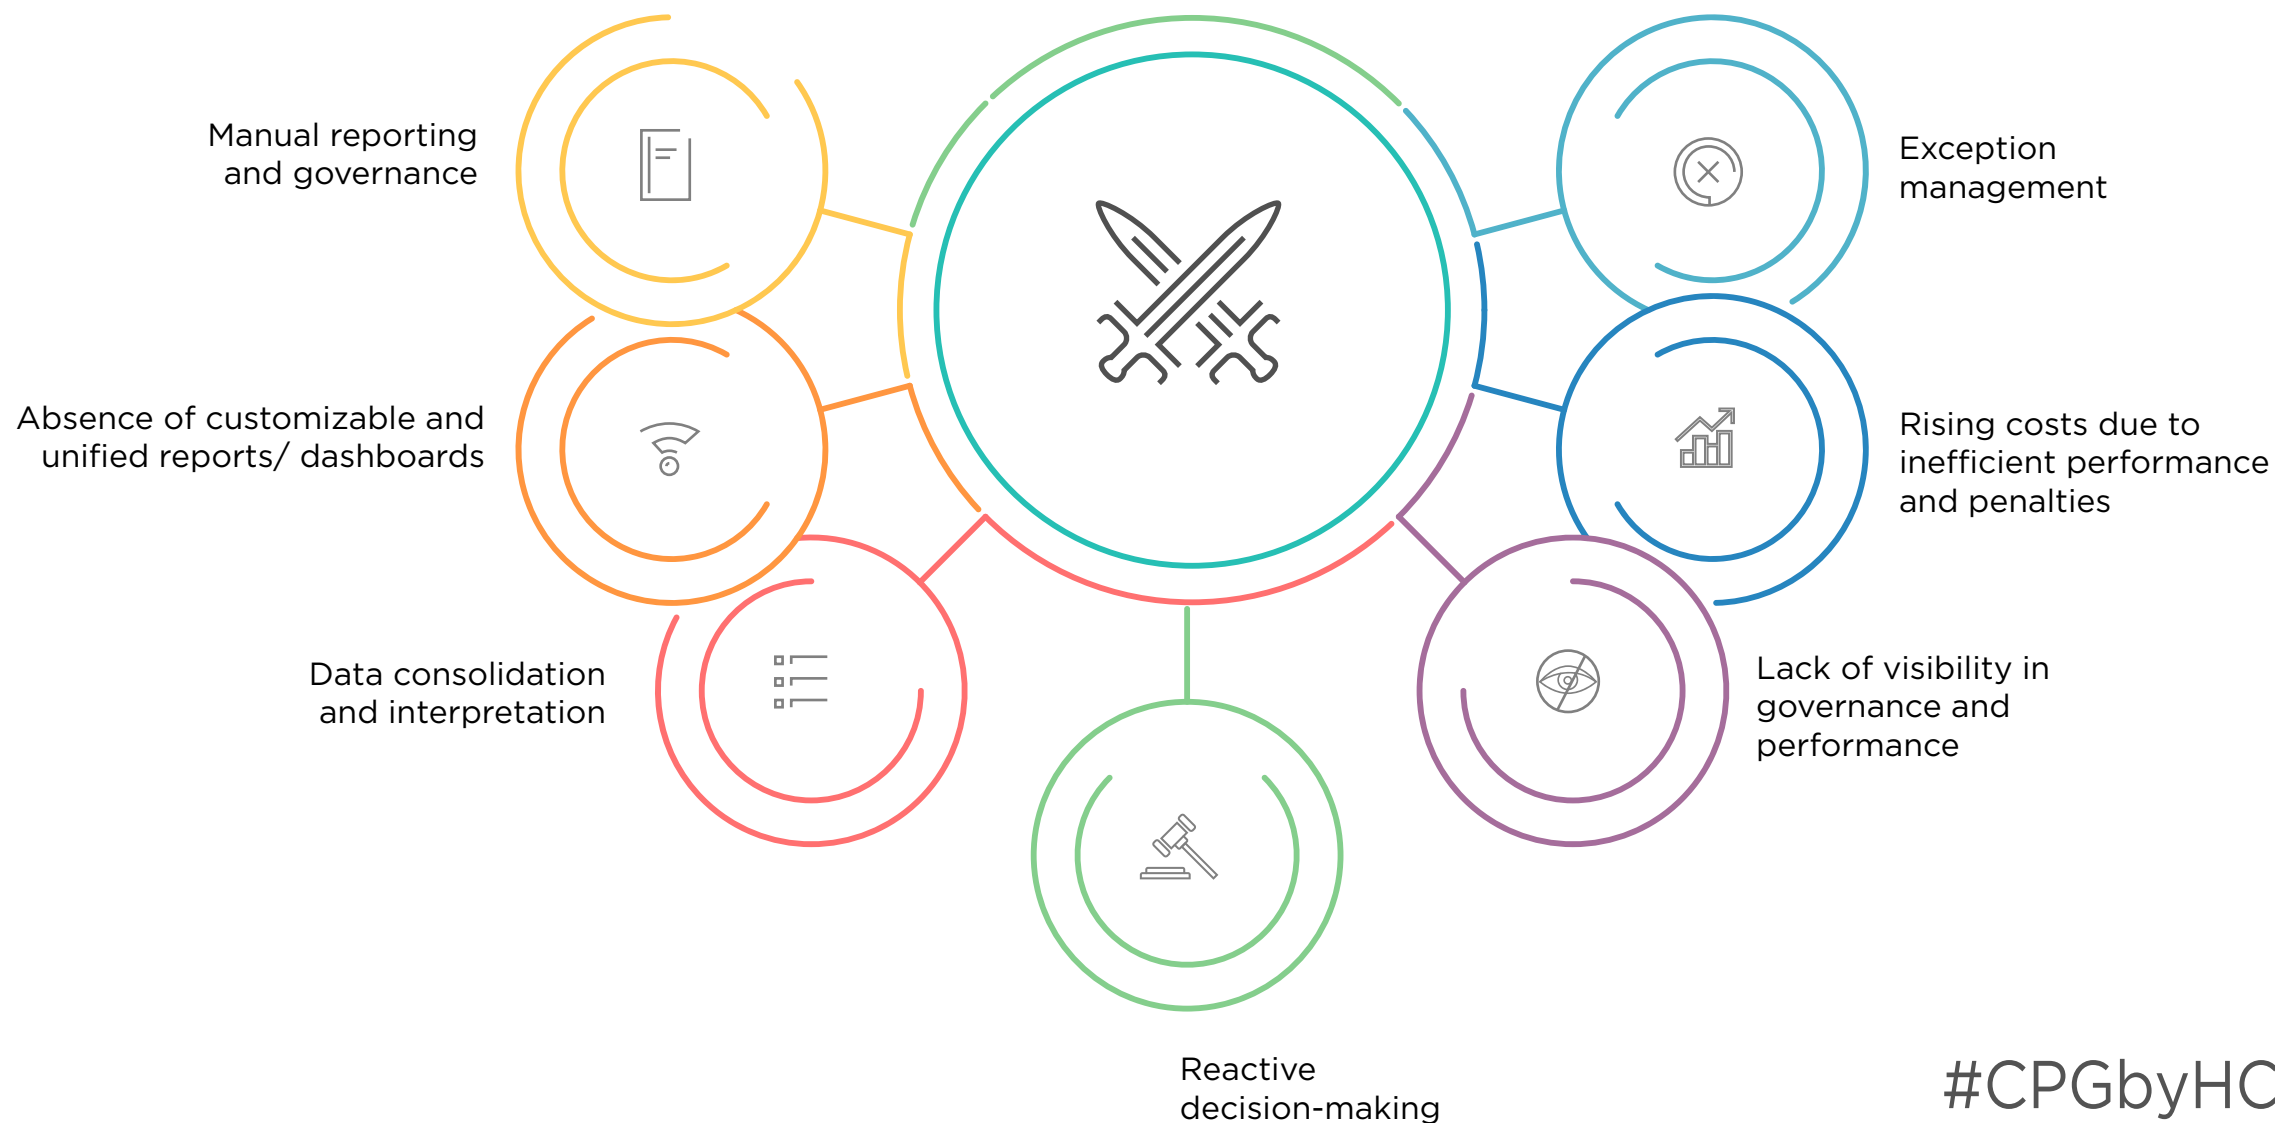 Manual reporting
and governance
Absence of customizable and
unified reports/ dashboards
Data consolidation
and interpretation
Reactive
decision-making
Lack of visibility in
governance and
performance
Rising costs due to
inefficient performance
and penalties
Exception
management
#CPGbyHC